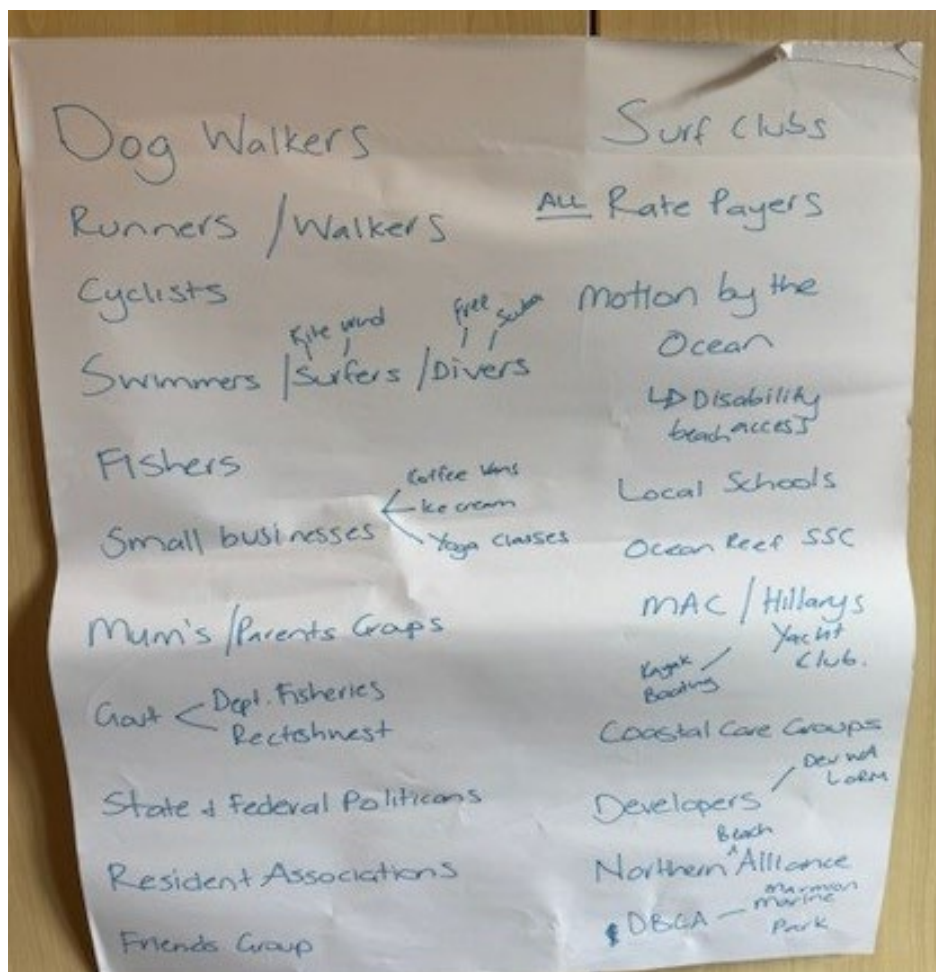 Dog Walkers
Runners / Walkers
Cyclists
Kite Wind
Free Scuba
Swimmers / Surfers / Divers
Fishers
Small businesses
Coffee Vans
Ice cream
Yoga Classes
Mum's / Parents Groups
Govt
Dept. Fisheries
Recfishwest
State & Federal Politicans
Resident Associations
Friends Group
Surf Clubs
ALL Rate Payers
Motion by the
Ocean
Disability
beach access
Local Schools
Ocean Reef SSC
MAC / Hillarys
Yacht
Club.
Kayak
Boating
Coastal Care Groups
Developers
Dev WA
Beach
Northern ^ Alliance
DBCA — Marmion
Marine
Park